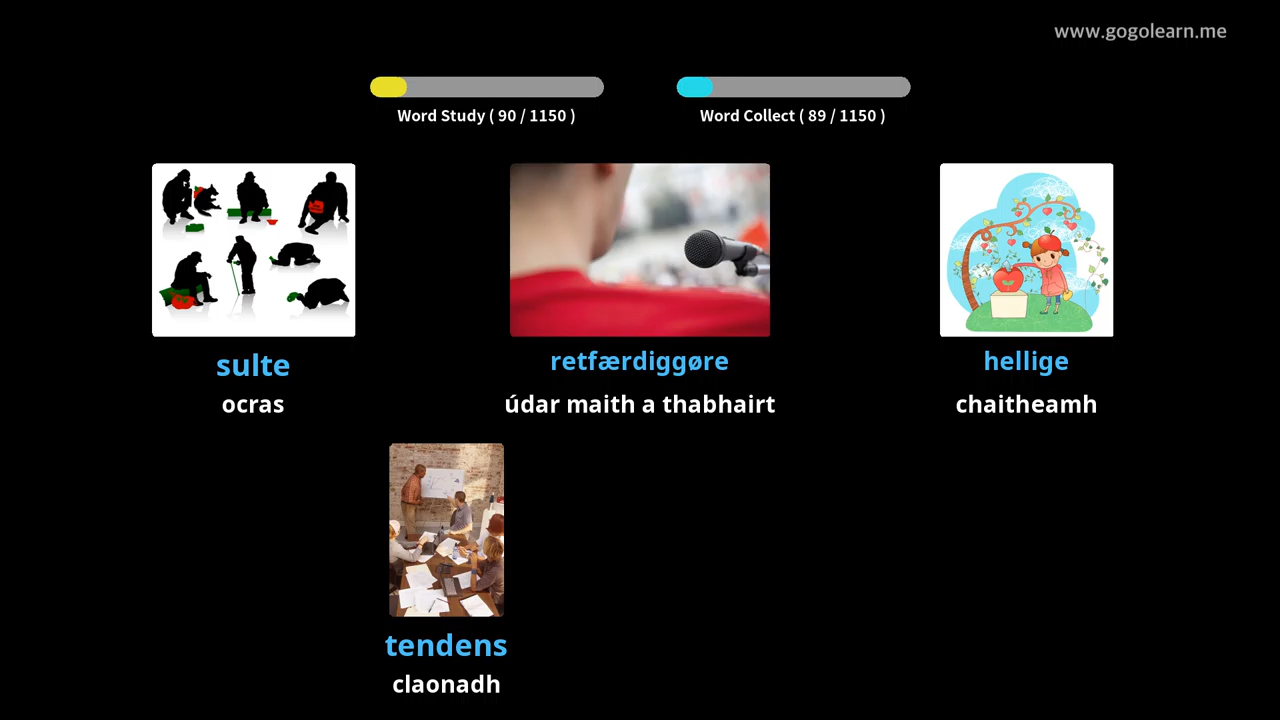 www.gogolearn.me
Word Study ( 90 / 1150 )
Word Collect ( 89 / 1150 )
sulte
ocras
retfærdiggøre
údar maith a thabhairt
hellige
chaitheamh
tendens
claonadh